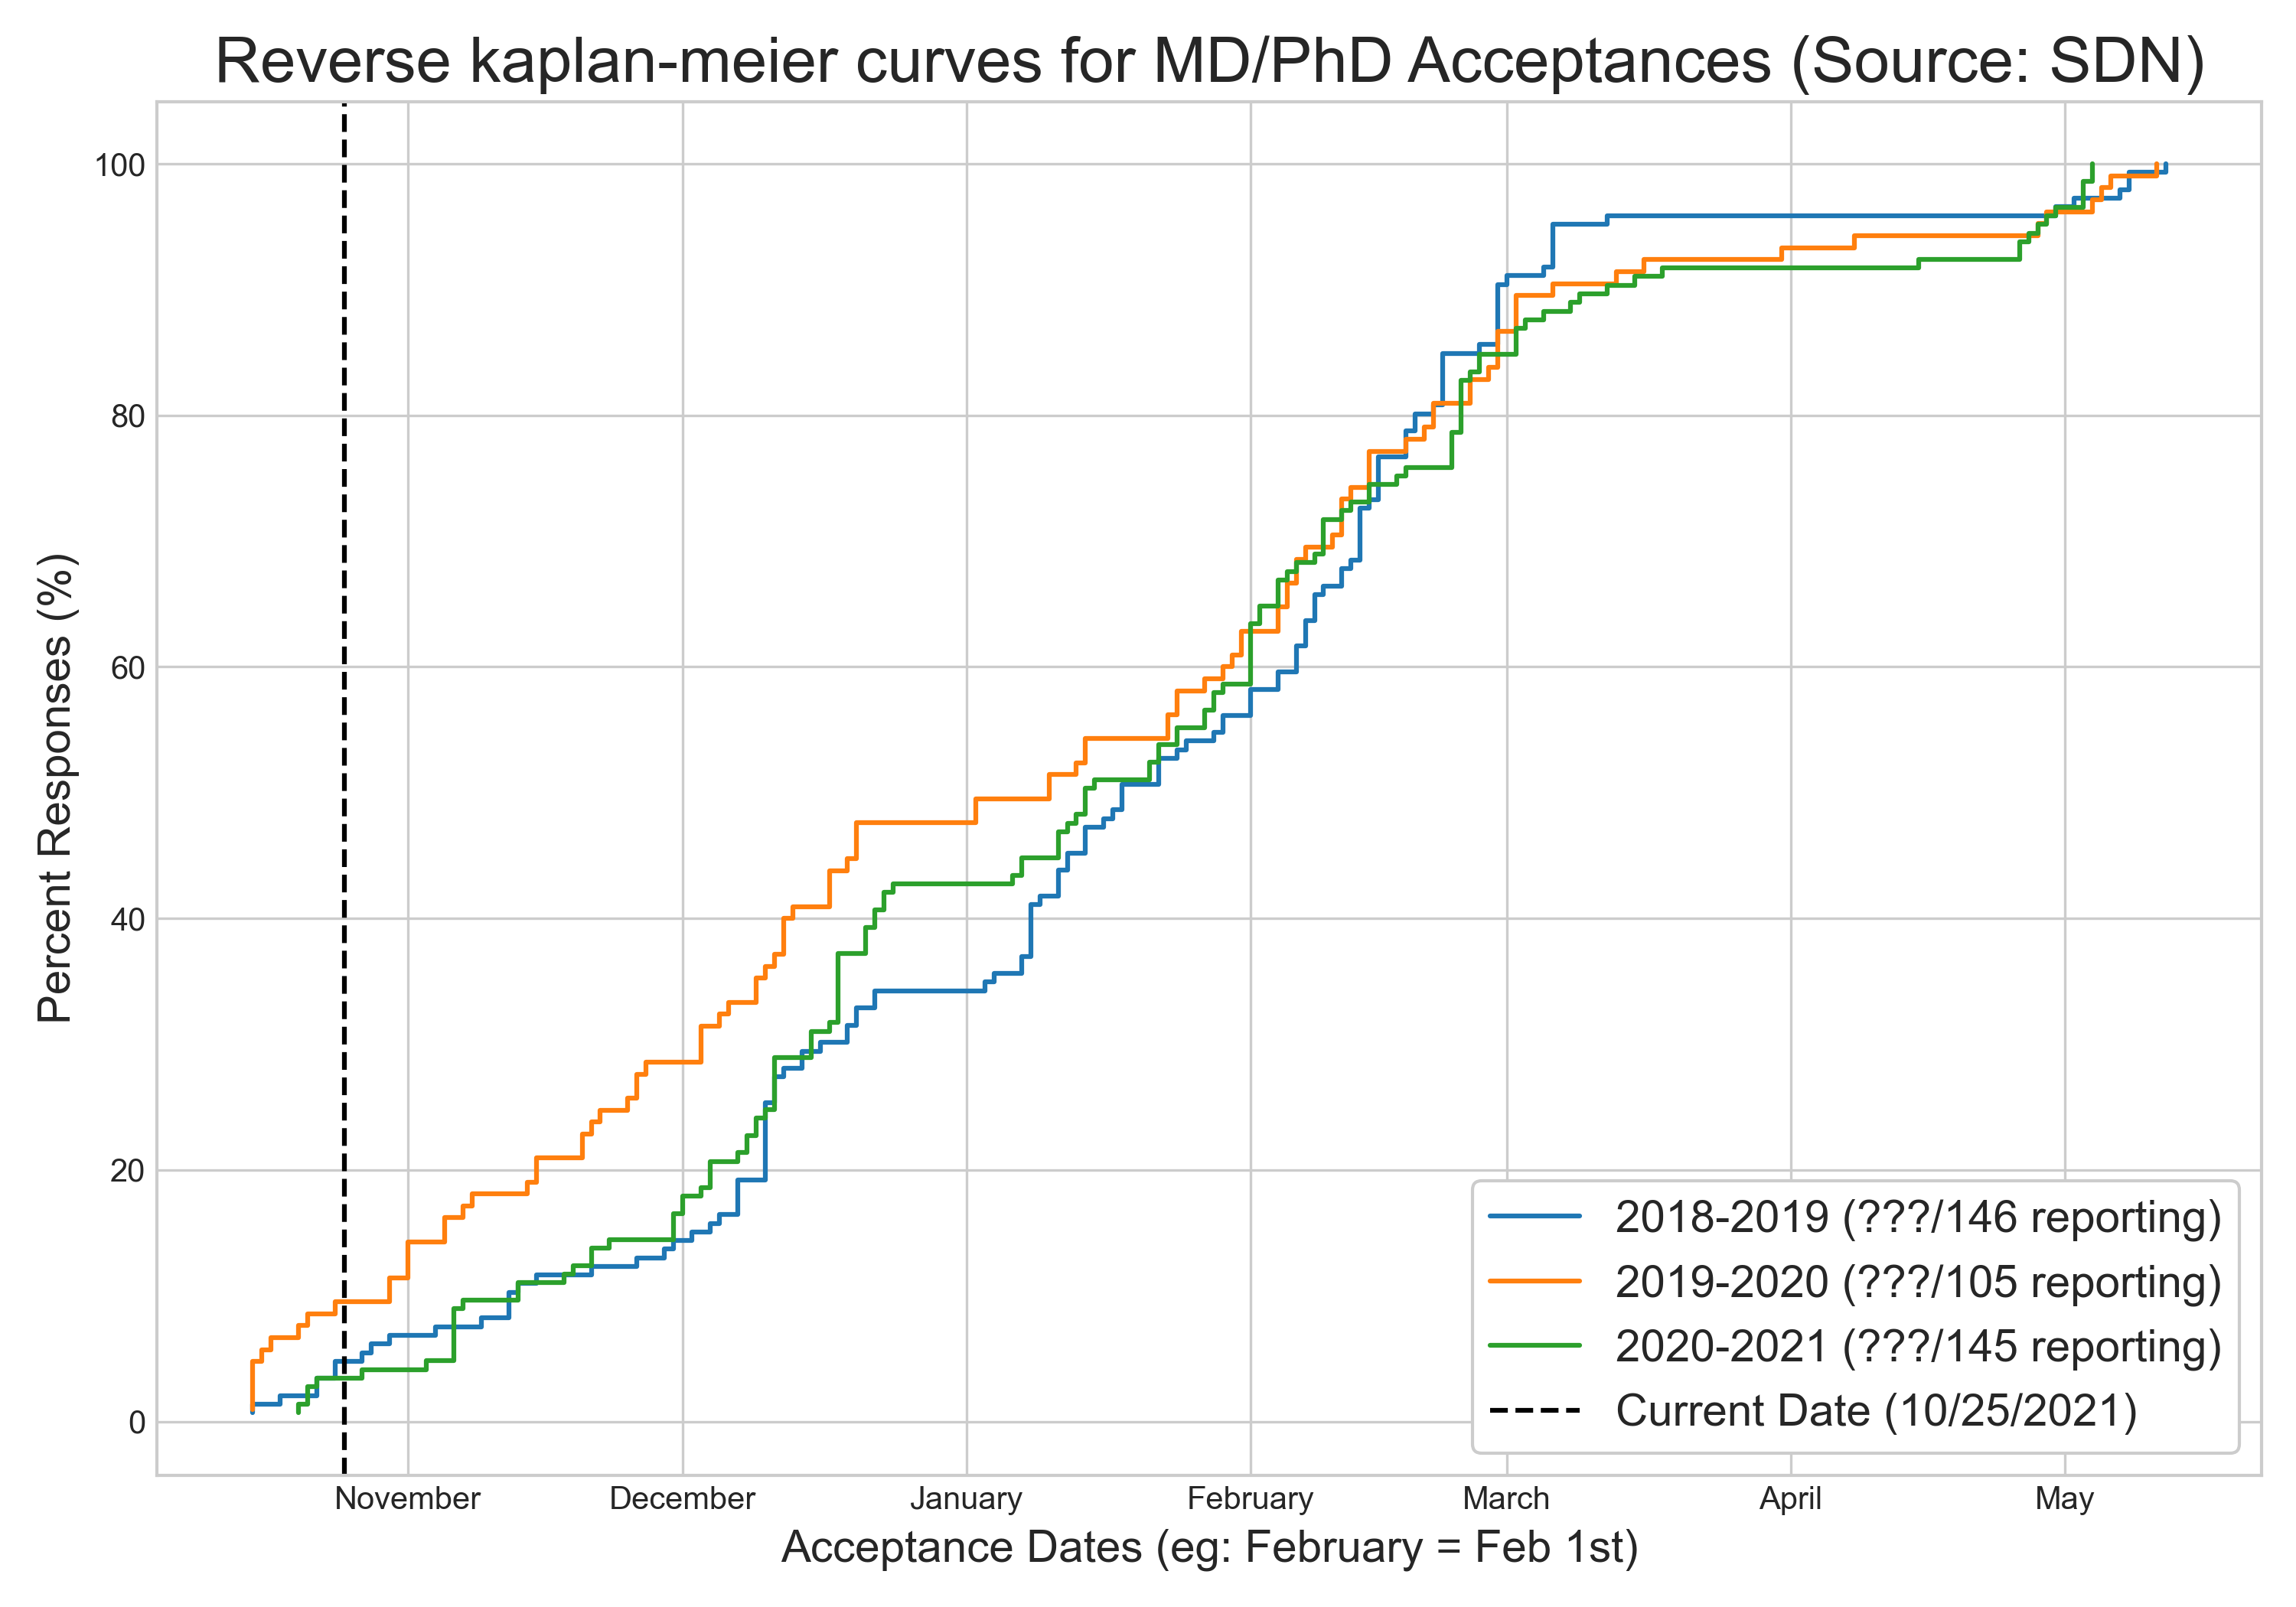 Reverse kaplan-meier curves for MD/PhD Acceptances (Source: SDN)
100
80
60
40
20
0
Percent Responses (%)
2018-2019 (???/146 reporting)
2019-2020 (???/105 reporting)
2020-2021 (???/145 reporting)
Current Date (10/25/2021)
November December January February March April May
Acceptance Dates (eg: February = Feb 1st)